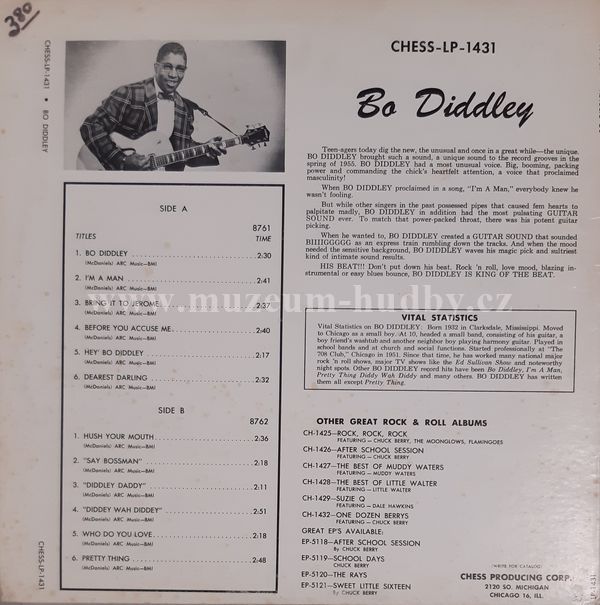 380
CHESS-LP-1431 • BO DIDDLEY
CHESS-LP-1431
CHESS-LP-1431
Bo Diddley
Teen-agers today dig the new, the unusual and once in a great while—the unique.
BO DIDDLEY brought such a sound, a unique sound to the record grooves in the
spring of 1955. BO DIDDLEY had a most unusual voice. Big, booming, packing
power and commanding the chick's heartfelt attention, a voice that proclaimed
masculinity!
When BO DIDDLEY proclaimed in a song, "I'm A Man," everybody knew he
wasn't fooling.
But while other singers in the past possessed pipes that caused fem hearts to
palpitate madly, BO DIDDLEY in addition had the most pulsating GUITAR
SOUND ever. To match that power-packed throat, there was his potent guitar
picking.
When he wanted to, BO DIDDLEY created a GUITAR SOUND that sounded
BIIIIGGGGG as an express train rumbling down the tracks. And when the mood
needed the sensitive background, BO DIDDLEY waves his magic pick and sultriest
kind of intimate sound results.
HIS BEAT!!! Don't put down his beat. Rock 'n roll, love mood, blazing in-
strumental or easy blues bounce, BO DIDDLEY IS KING OF THE BEAT.
SIDE A
8761
TITLES TIME
1. BO DIDDLEY 2:30
(McDaniels) ARC Music—BMI
2. I'M A MAN 2:41
(McDaniels) ARC Music—BMI
3. BRING IT TO JEROME 2:37
(McDaniels) ARC Music—BMI
4. BEFORE YOU ACCUSE ME 2:40
(McDaniels) ARC Music—BMI
5. HEY! BO DIDDLEY 2:17
(McDaniels) ARC Music—BMI
6. DEAREST DARLING 2:32
(McDaniels) ARC Music—BMI
SIDE B
8762
1. HUSH YOUR MOUTH 2:36
(McDaniels) ARC Music—BMI
2. "SAY BOSSMAN" 2:18
(McDaniels) ARC Music—BMI
3. "DIDDLEY DADDY" 2:11
(McDaniels) ARC Music—BMI
4. "DIDDEY WAH DIDDEY" 2:51
(McDaniels) ARC Music—BMI
5. WHO DO YOU LOVE 2:18
(McDaniels) ARC Music—BMI
6. PRETTY THING 2:48
(McDaniels) ARC Music—BMI
www.muzeum-hudby.cz
VITAL STATISTICS
Vital Statistics on BO DIDDLEY: Born 1932 in Clarksdale, Mississippi. Moved
to Chicago as a small boy. At 10, headed a small band, consisting of his guitar, a
boy friend's washtub and another neighbor boy playing harmony guitar. Played in
school bands and at church and social functions. Started professionally at "The
708 Club," Chicago in 1951. Since that time, he has worked many national major
rock 'n roll shows, major TV shows like the Ed Sullivan Show and noteworthy
night spots. Other BO DIDDLEY record hits have been Bo Diddley, I'm A Man,
Pretty Thing Diddy Wah Diddy and many others. BO DIDDLEY has written
them all except Pretty Thing.
OTHER GREAT ROCK & ROLL ALBUMS
CH-1425—ROCK, ROCK, ROCK
FEATURING – CHUCK BERRY, THE MOONGLOWS, FLAMINGOES
CH-1426—AFTER SCHOOL SESSION
FEATURING – CHUCK BERRY
CH-1427—THE BEST OF MUDDY WATERS
FEATURING – MUDDY WATERS
CH-1428—THE BEST OF LITTLE WALTER
FEATURING – LITTLE WALTER
CH-1429—SUZIE Q
FEATURING – DALE HAWKINS
CH-1432—ONE DOZEN BERRYS
FEATURING – CHUCK BERRY
GREAT EP'S AVAILABLE:
EP-5118—AFTER SCHOOL SESSION
By CHUCK BERRY
EP-5119—SCHOOL DAYS
CHUCK BERRY
EP-5120—THE RAYS
EP-5121—SWEET LITTLE SIXTEEN
By CHUCK BERRY
(WRITE FOR CATALOG)
CHESS PRODUCING CORP.
2120 SO. MICHIGAN
CHICAGO 16, ILL.
LP-1431